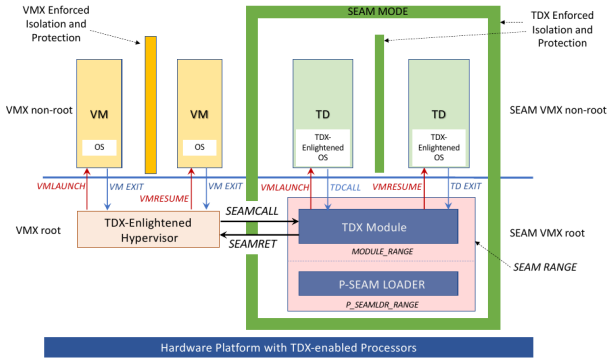 VMX Enforced
Isolation and
Protection
SEAM MODE
TDX Enforced
Isolation and
Protection
VMX non-root
VM
OS
VM
OS
TD
TDX-
Enlightened
OS
TD
TDX-
Enlightened
OS
SEAM VMX non-root
VMLAUNCH
VM EXIT
VMRESUME
VM EXIT
VMLAUNCH
TDCALL
VMRESUME
TD EXIT
VMX root
TDX-Enlightened
Hypervisor
SEAMCALL
SEAMRET
TDX Module
MODULE_RANGE
SEAM VMX root
SEAM RANGE
P-SEAM LOADER
P_SEAMLDR_RANGE
Hardware Platform with TDX-enabled Processors